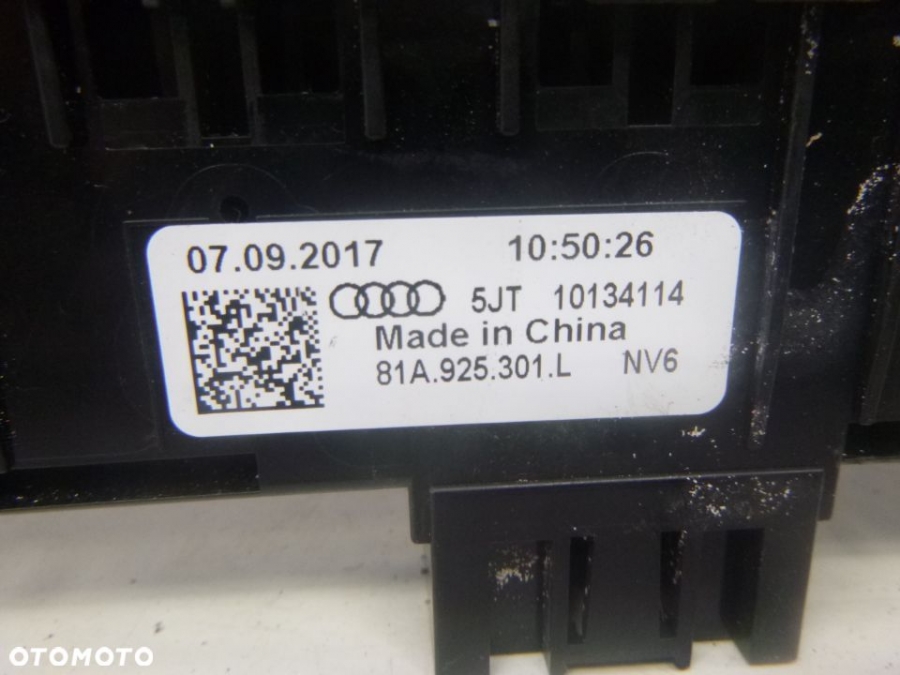 07.09.2017 10:50:26
5JT 10134114
Made in China
81A.925.301.L NV6
OTOMOTO